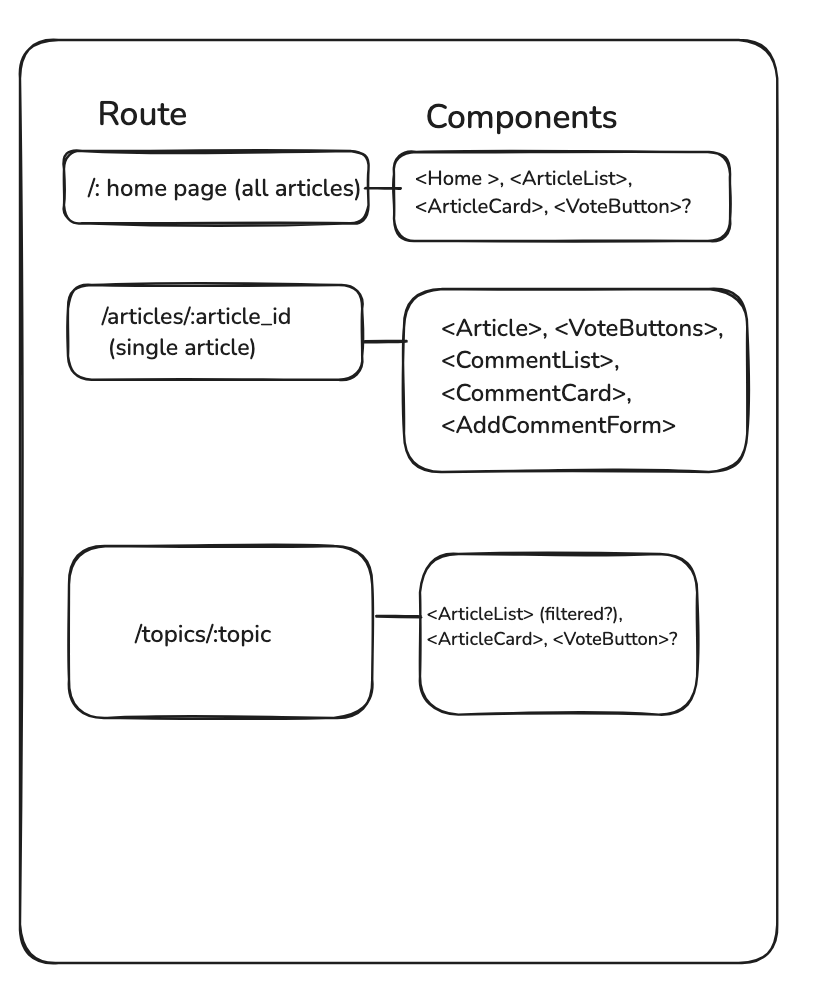 Route
Components
/: home page (all articles)
<Home >, <ArticleList>,
<ArticleCard>, <VoteButton>?
/articles/:article_id
(single article)
<Article>, <VoteButtons>,
<CommentList>,
<CommentCard>,
<AddCommentForm>
/topics/:topic
<ArticleList> (filtered?),
<ArticleCard>, <VoteButton>?